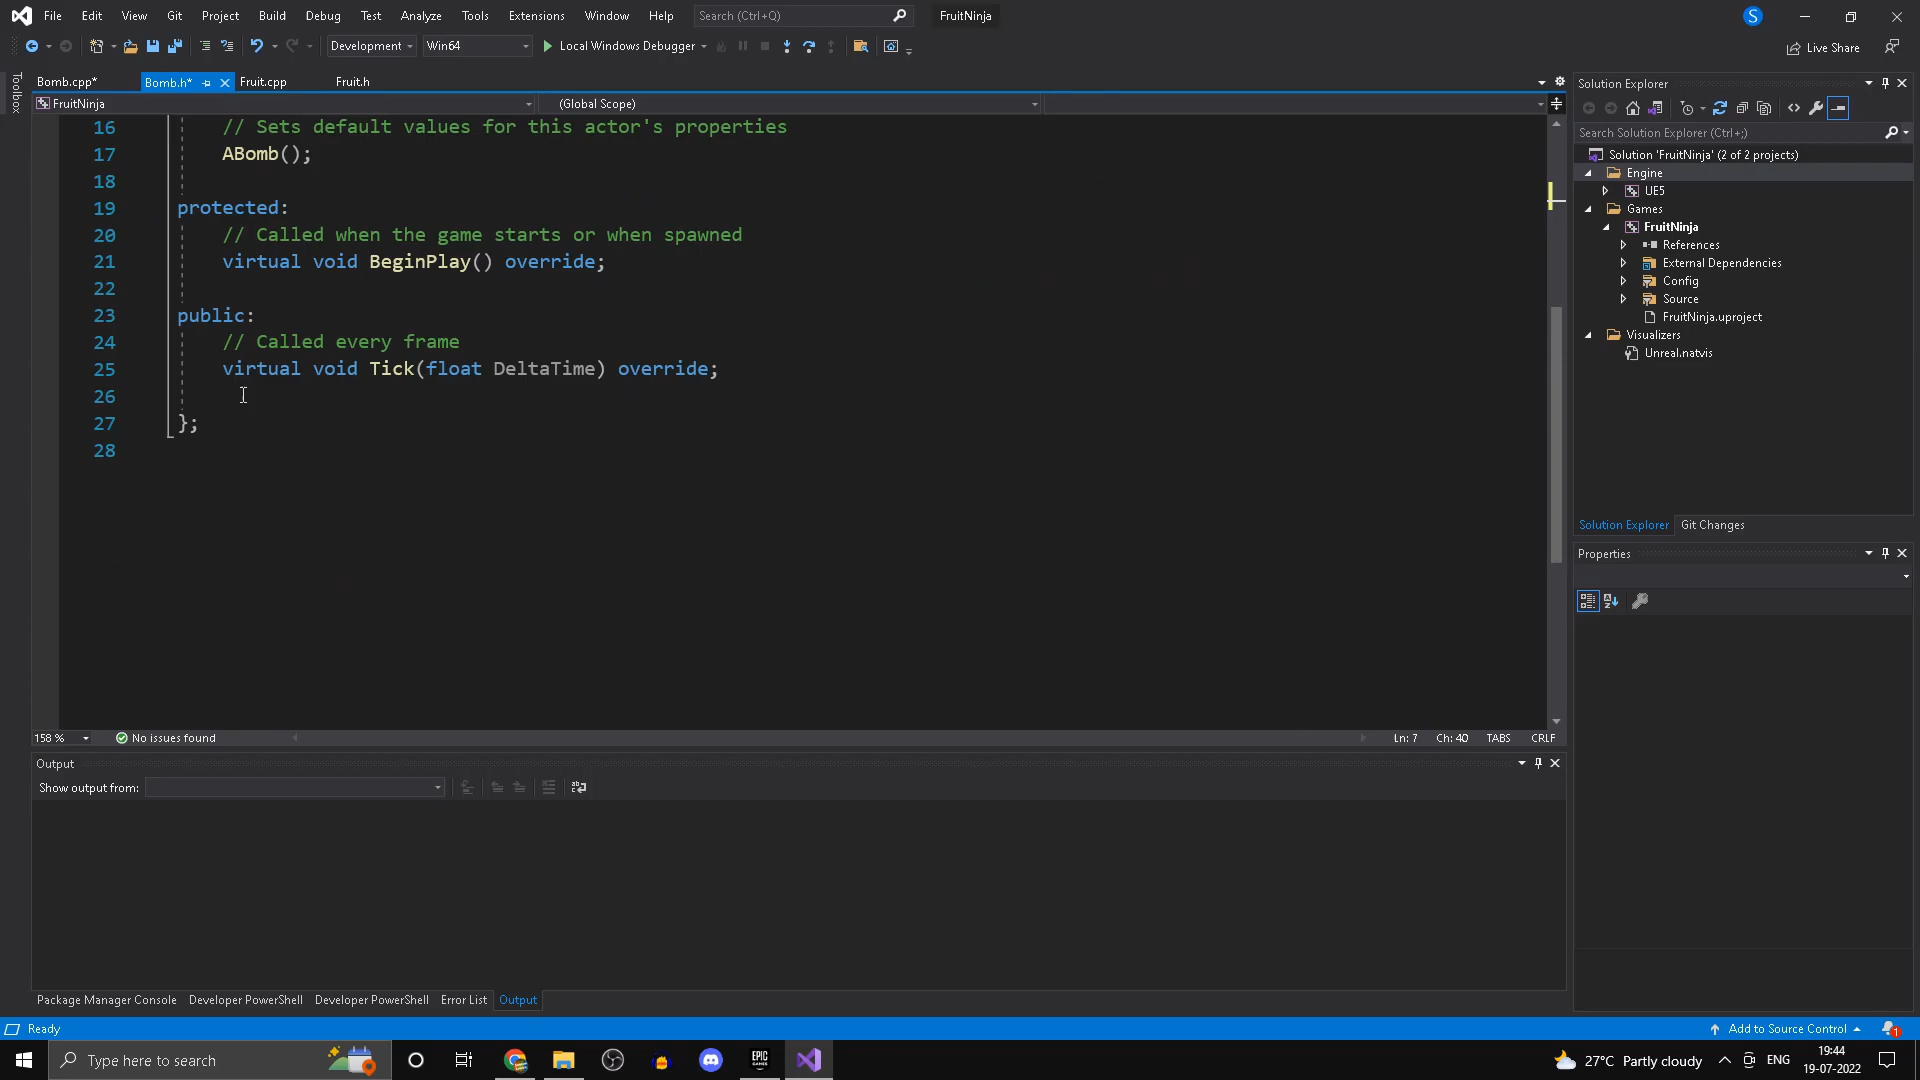 File Edit View Git Project Build Debug Test Analyze Tools Extensions Window Help Search (Ctrl+Q) FruitNinja
Development Win64 Local Windows Debugger Live Share
Toolbox
Bomb.cpp* Bomb.h* Fruit.cpp Fruit.h
FruitNinja (Global Scope)
16 // Sets default values for this actor's properties
17 ABomb();
18
19 protected:
20 // Called when the game starts or when spawned
21 virtual void BeginPlay() override;
22
23 public:
24 // Called every frame
25 virtual void Tick(float DeltaTime) override;
26
27 };
28
158 % No issues found Ln: 7 Ch: 40 TABS CRLF
Output
Show output from:
Package Manager Console Developer PowerShell Developer PowerShell Error List Output
Solution Explorer
Search Solution Explorer (Ctrl+;)
Solution 'FruitNinja' (2 of 2 projects)
Engine
UE5
Games
FruitNinja
References
External Dependencies
Config
Source
FruitNinja.uproject
Visualizers
Unreal.natvis
Solution Explorer Git Changes
Properties
Ready Add to Source Control 1
Type here to search EPIC GAMES 27°C Partly cloudy ENG 19:44
19-07-2022